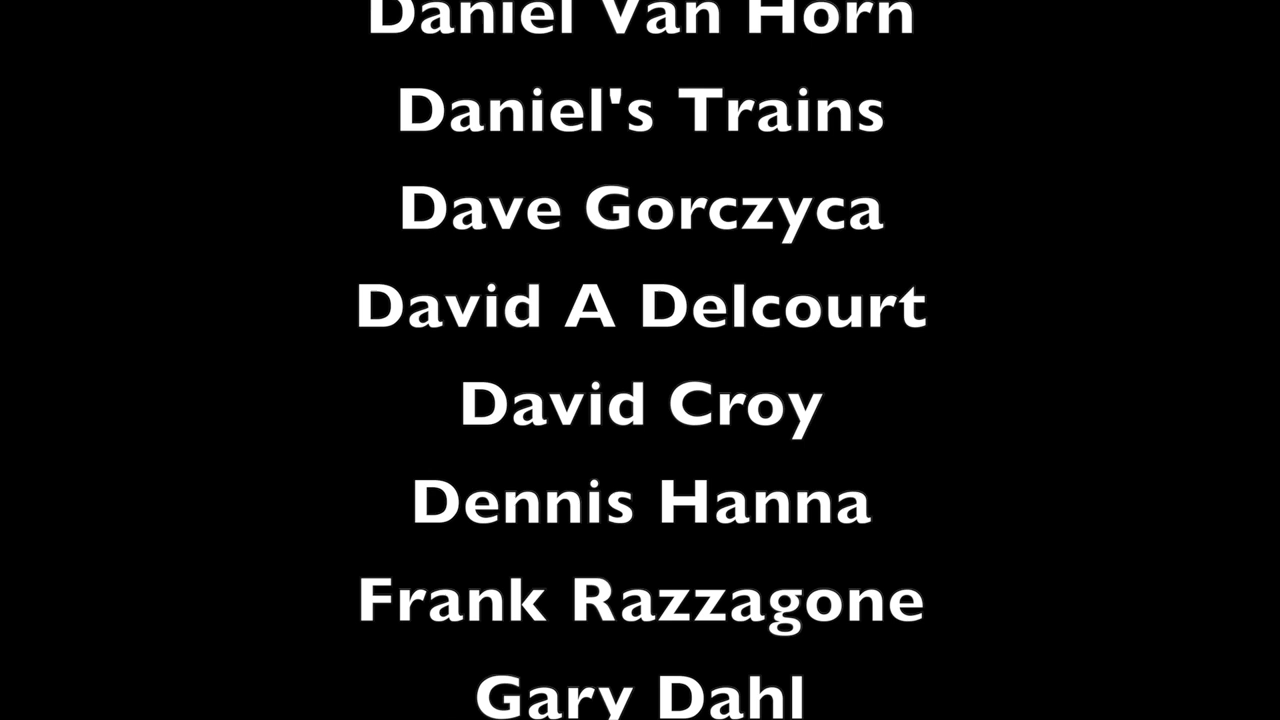 Daniel Van Horn
Daniel's Trains
Dave Gorczyca
David A Delcourt
David Croy
Dennis Hanna
Frank Razzagone
Gary Dahl